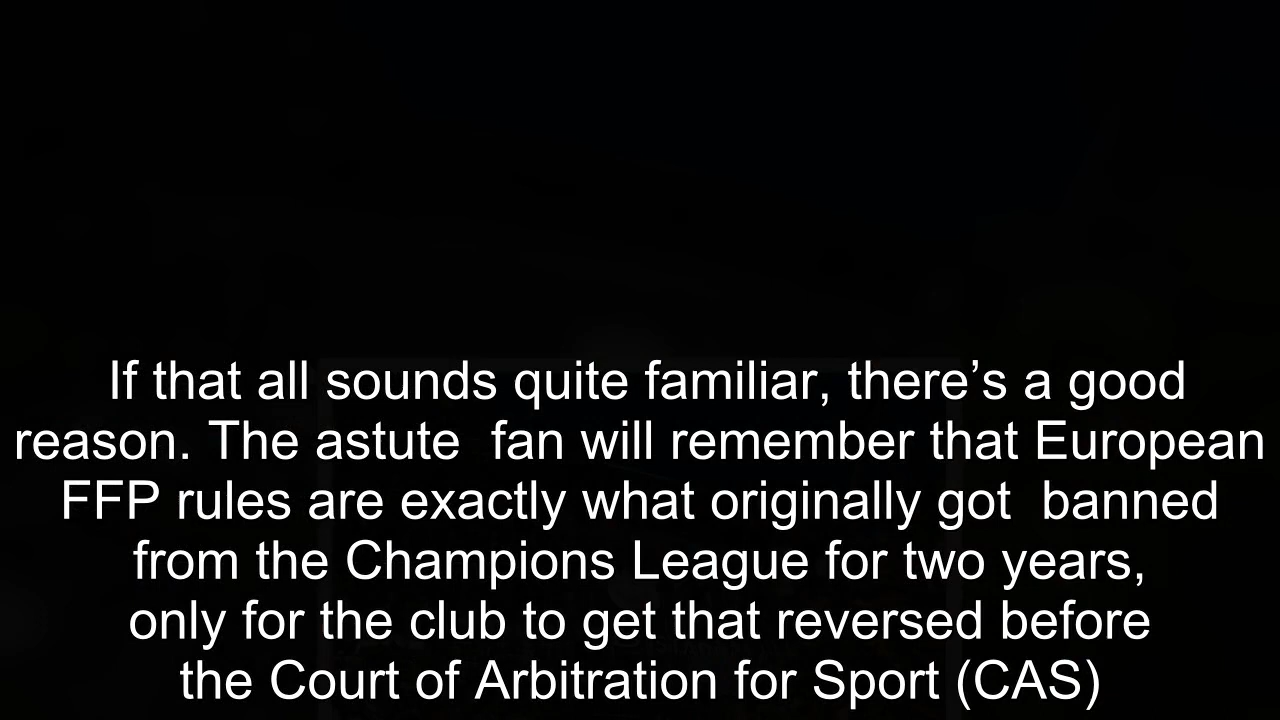 If that all sounds quite familiar, there’s a good
reason. The astute  fan will remember that European
FFP rules are exactly what originally got  banned
from the Champions League for two years,
only for the club to get that reversed before
the Court of Arbitration for Sport (CAS)